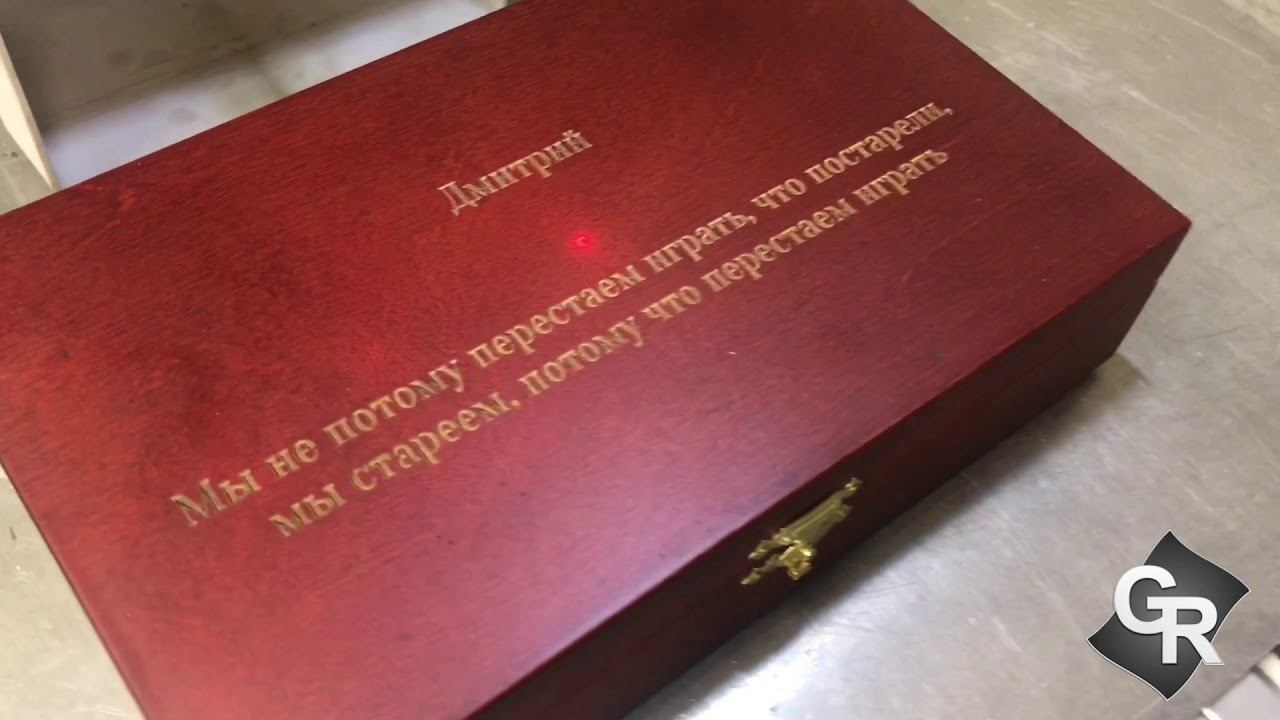 Дмитрий
Мы не потому перестаем играть, что постарели,
мы стареем, потому что перестаем играть
GR